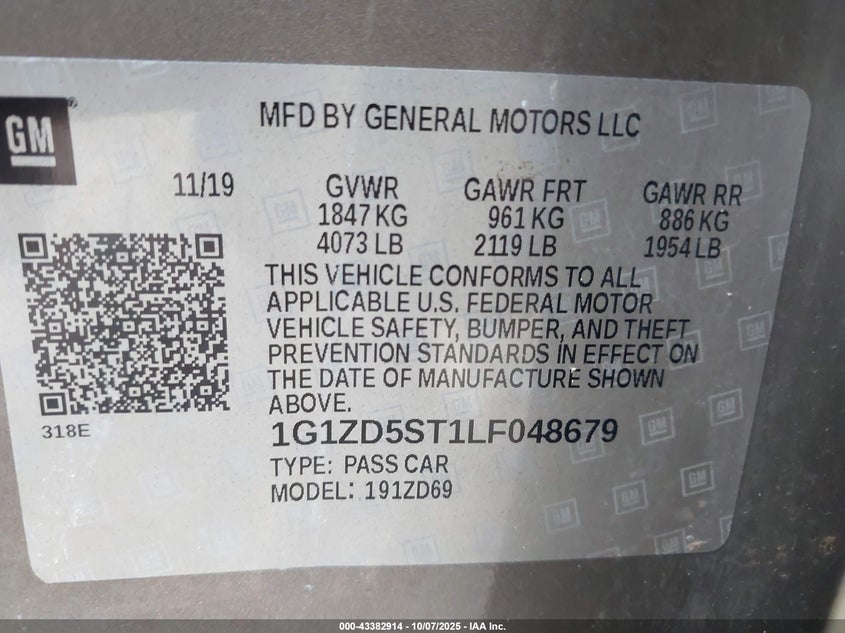 GM
®
MFD BY GENERAL MOTORS LLC
11/19
GVWR GAWR FRT GAWR RR
1847 KG 961 KG 886 KG
4073 LB 2119 LB 1954 LB
THIS VEHICLE CONFORMS TO ALL
APPLICABLE U.S. FEDERAL MOTOR
VEHICLE SAFETY, BUMPER, AND THEFT
PREVENTION STANDARDS IN EFFECT ON
THE DATE OF MANUFACTURE SHOWN
ABOVE.
318E
1G1ZD5ST1LF048679
TYPE: PASS CAR
MODEL: 191ZD69
000-43382914 - 10/07/2025 - IAA Inc.